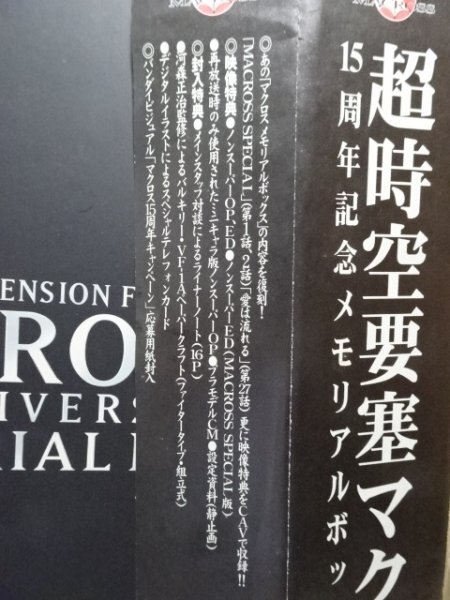 超時空要塞マク
15周年記念メモリアルボッ
◎あの「マクロス メモリアルボックス」の内容を復刻!
「MACROSS SPECIAL」(第1話、2話)「愛は流れる」(第27話)更に映像特典をCAVで収録!!
◎映像特典●ノンスーパーOP、ED●ノンスーパーED(MACROSS SPECIAL版)
●再放送時のみ使用されたミニキャラ版ノンスーパーOP●プラモデルCM●設定資料(静止画)
◎封入特典●メインスタッフ対談によるライナーノート(16P)
●河森正治監修によるバルキリー・VF1Aペーパークラフト(ファイタータイプ・組立式)
●デジタルイラストによるスペシャルテレフォンカード
◎バンダイビジュアル「マクロス15周年キャンペーン」応募用紙封入
ENSION F
RO
IVERS
RIAL